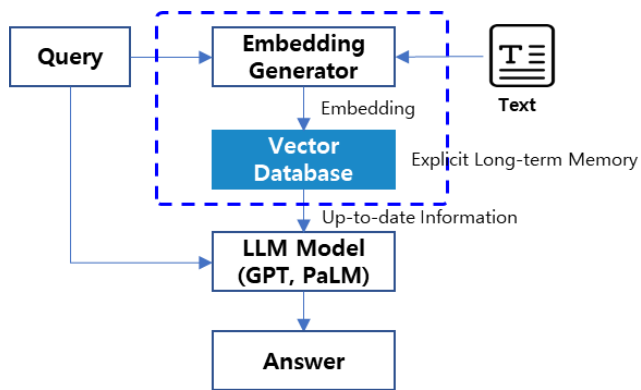 Query
Embedding
Generator
T
Text
Embedding
Vector
Database
Explicit Long-term Memory
Up-to-date Information
LLM Model
(GPT, PaLM)
Answer